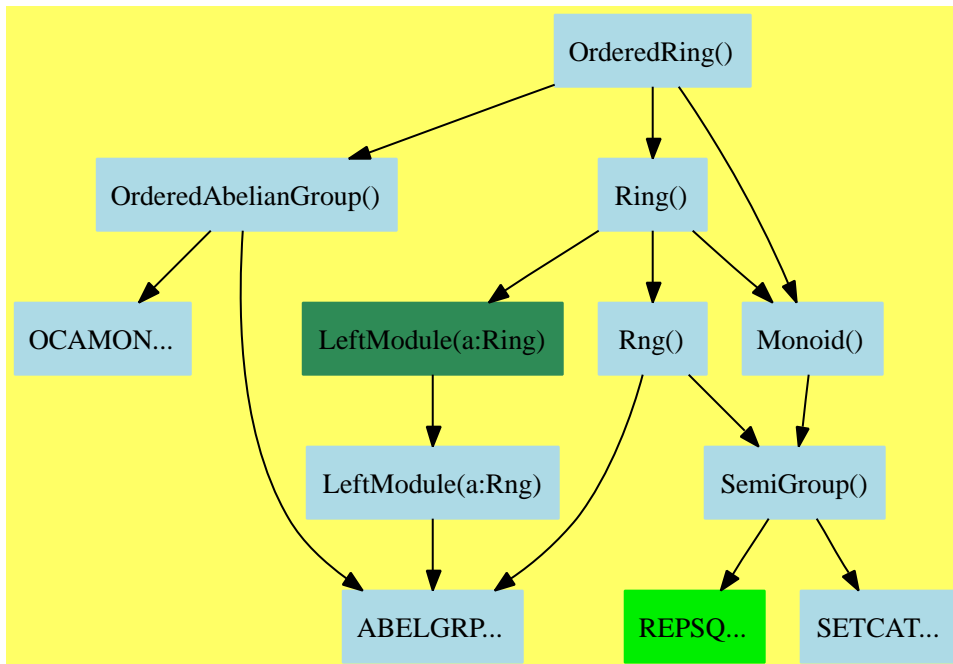 OrderedRing()
OrderedAbelianGroup()
Ring()
OCAMON...
LeftModule(a:Ring)
Rng()
Monoid()
LeftModule(a:Rng)
SemiGroup()
ABELGRP...
REPSQ...
SETCAT...